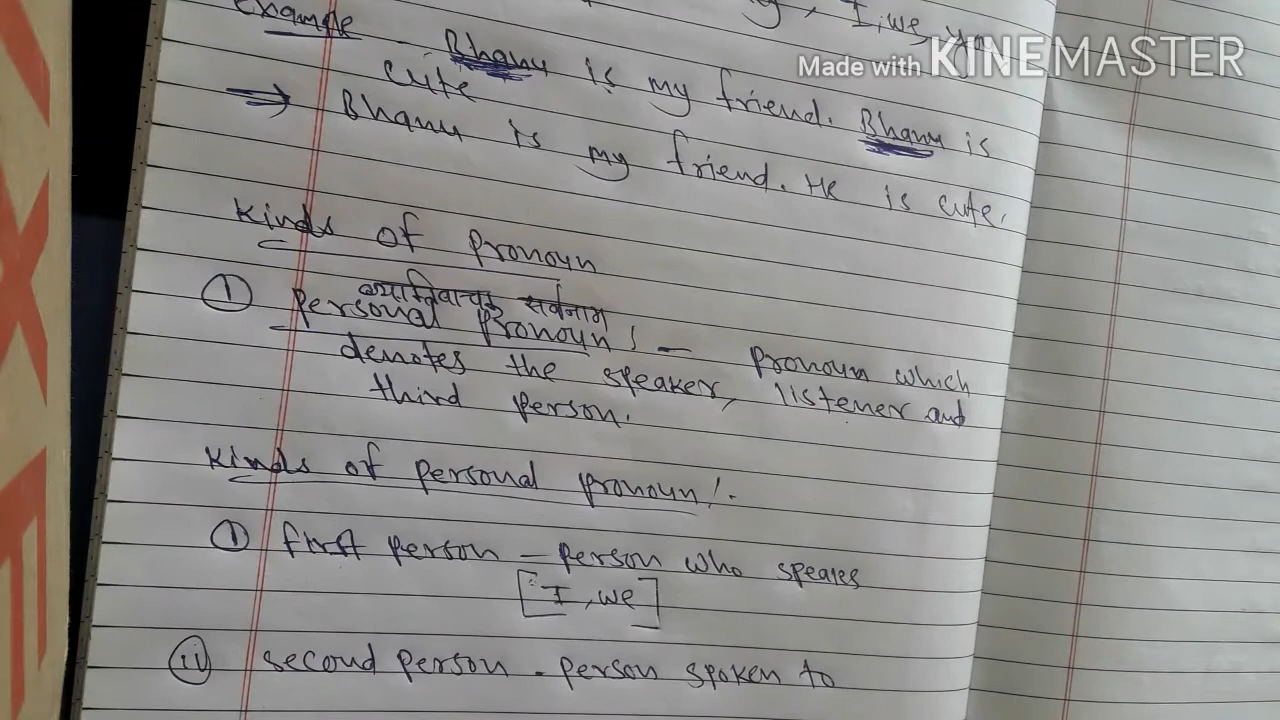 I, we, you
Made with KINEMASTER
Example Bhanu is my friend. Bhanu is
cute
⇒ Bhanu is my friend. He is cute.
Kinds of pronoun
व्यक्तिवाचक सर्वनाम
① Personal Pronoun :- Pronoun which
denotes the speaker, listener and
third person.
Kinds of personal pronoun :-
① First person - person who speaks
[I, we]
(ii) second person - person spoken to